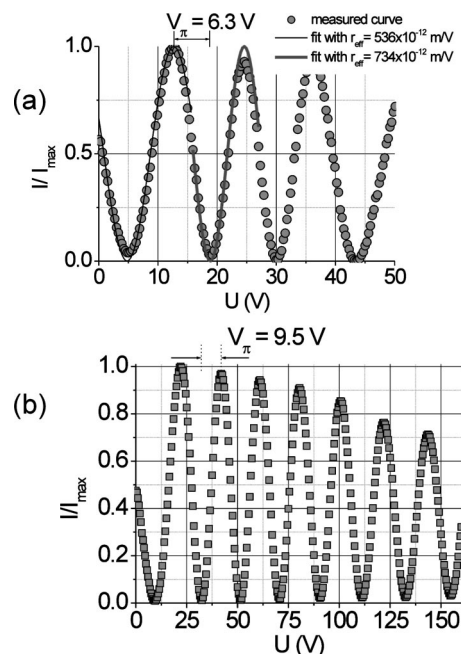 V = 6.3 V
π
measured curve
fit with r_eff = 536x10⁻¹² m/V
fit with r_eff = 734x10⁻¹² m/V
(a)
1.0
0.5
0.0
I/ I_max
0 10 20 30 40 50
U (V)
V = 9.5 V
π
(b)
1.0
0.8
0.6
0.4
0.2
0.0
I/I_max
0 25 50 75 100 125 150
U (V)